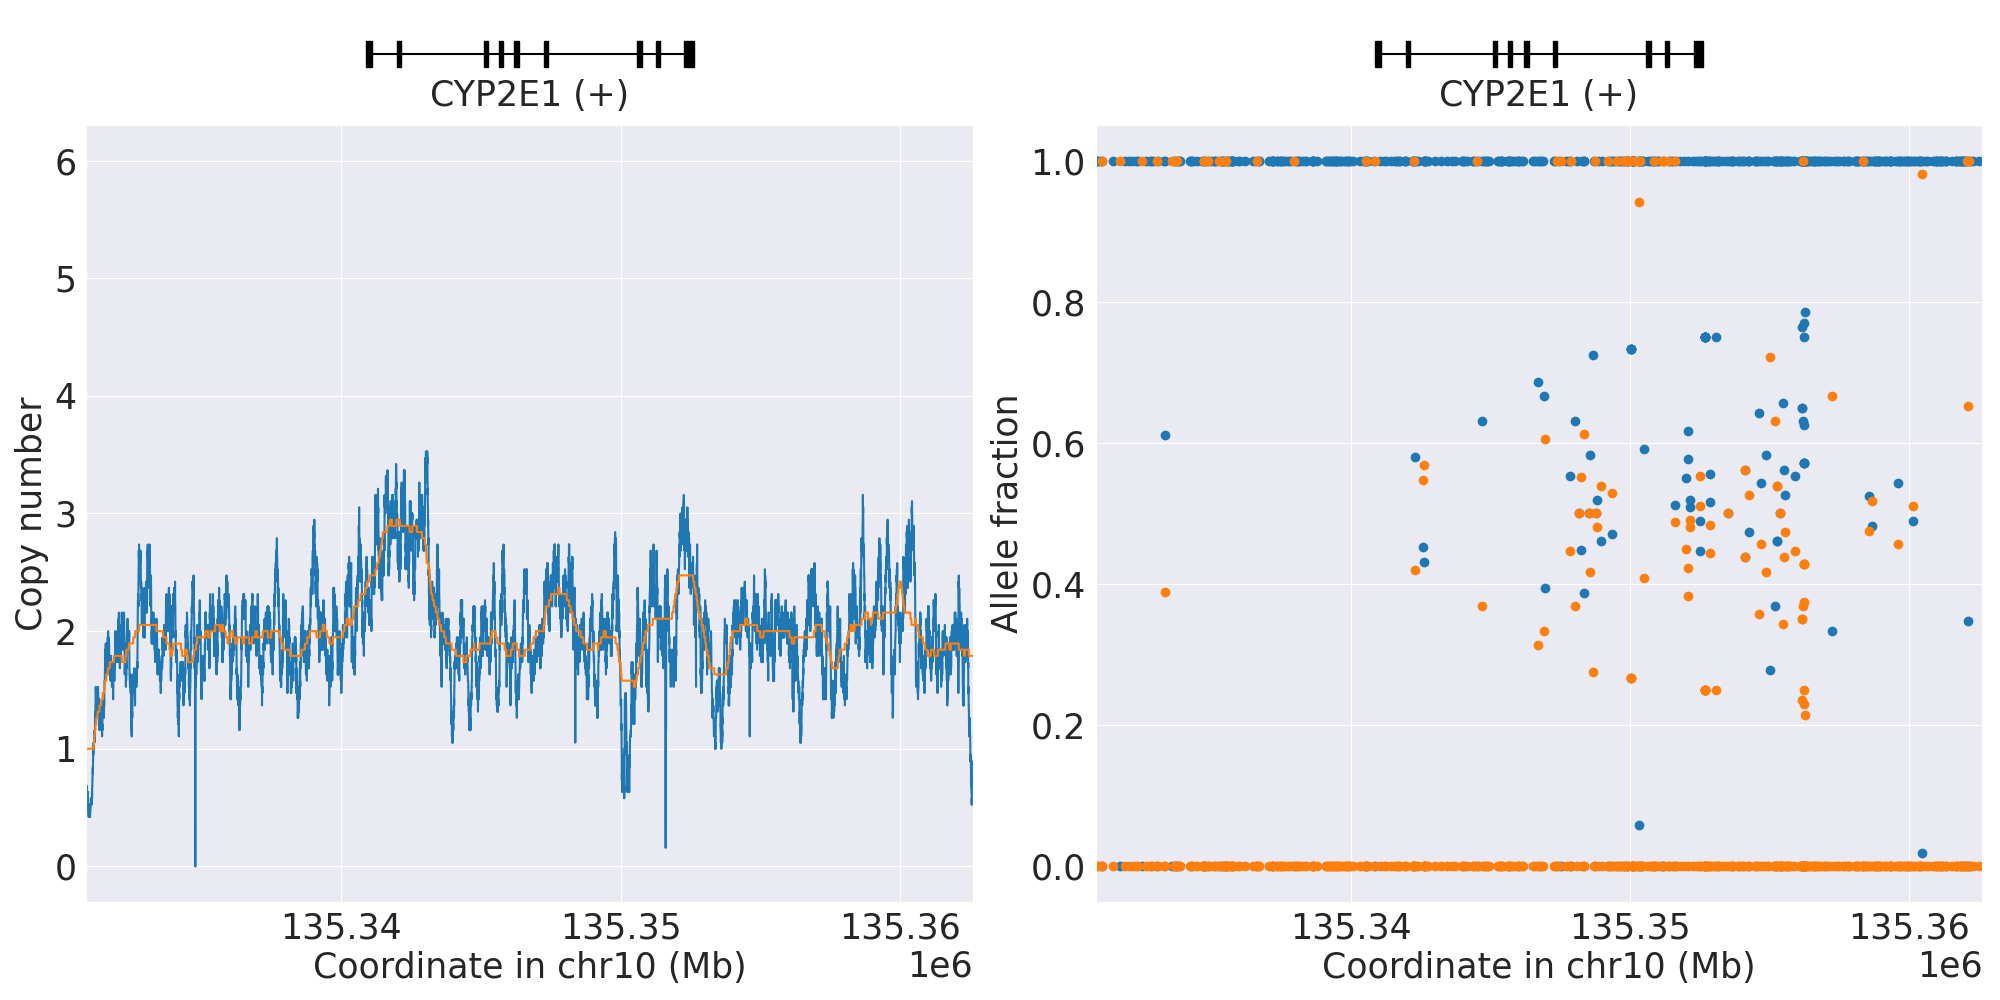 CYP2E1 (+)
6
5
4
3
2
1
0
Copy number
135.34 135.35 135.36
Coordinate in chr10 (Mb)
1e6
CYP2E1 (+)
1.0
0.8
0.6
0.4
0.2
0.0
Allele fraction
135.34 135.35 135.36
Coordinate in chr10 (Mb)
1e6